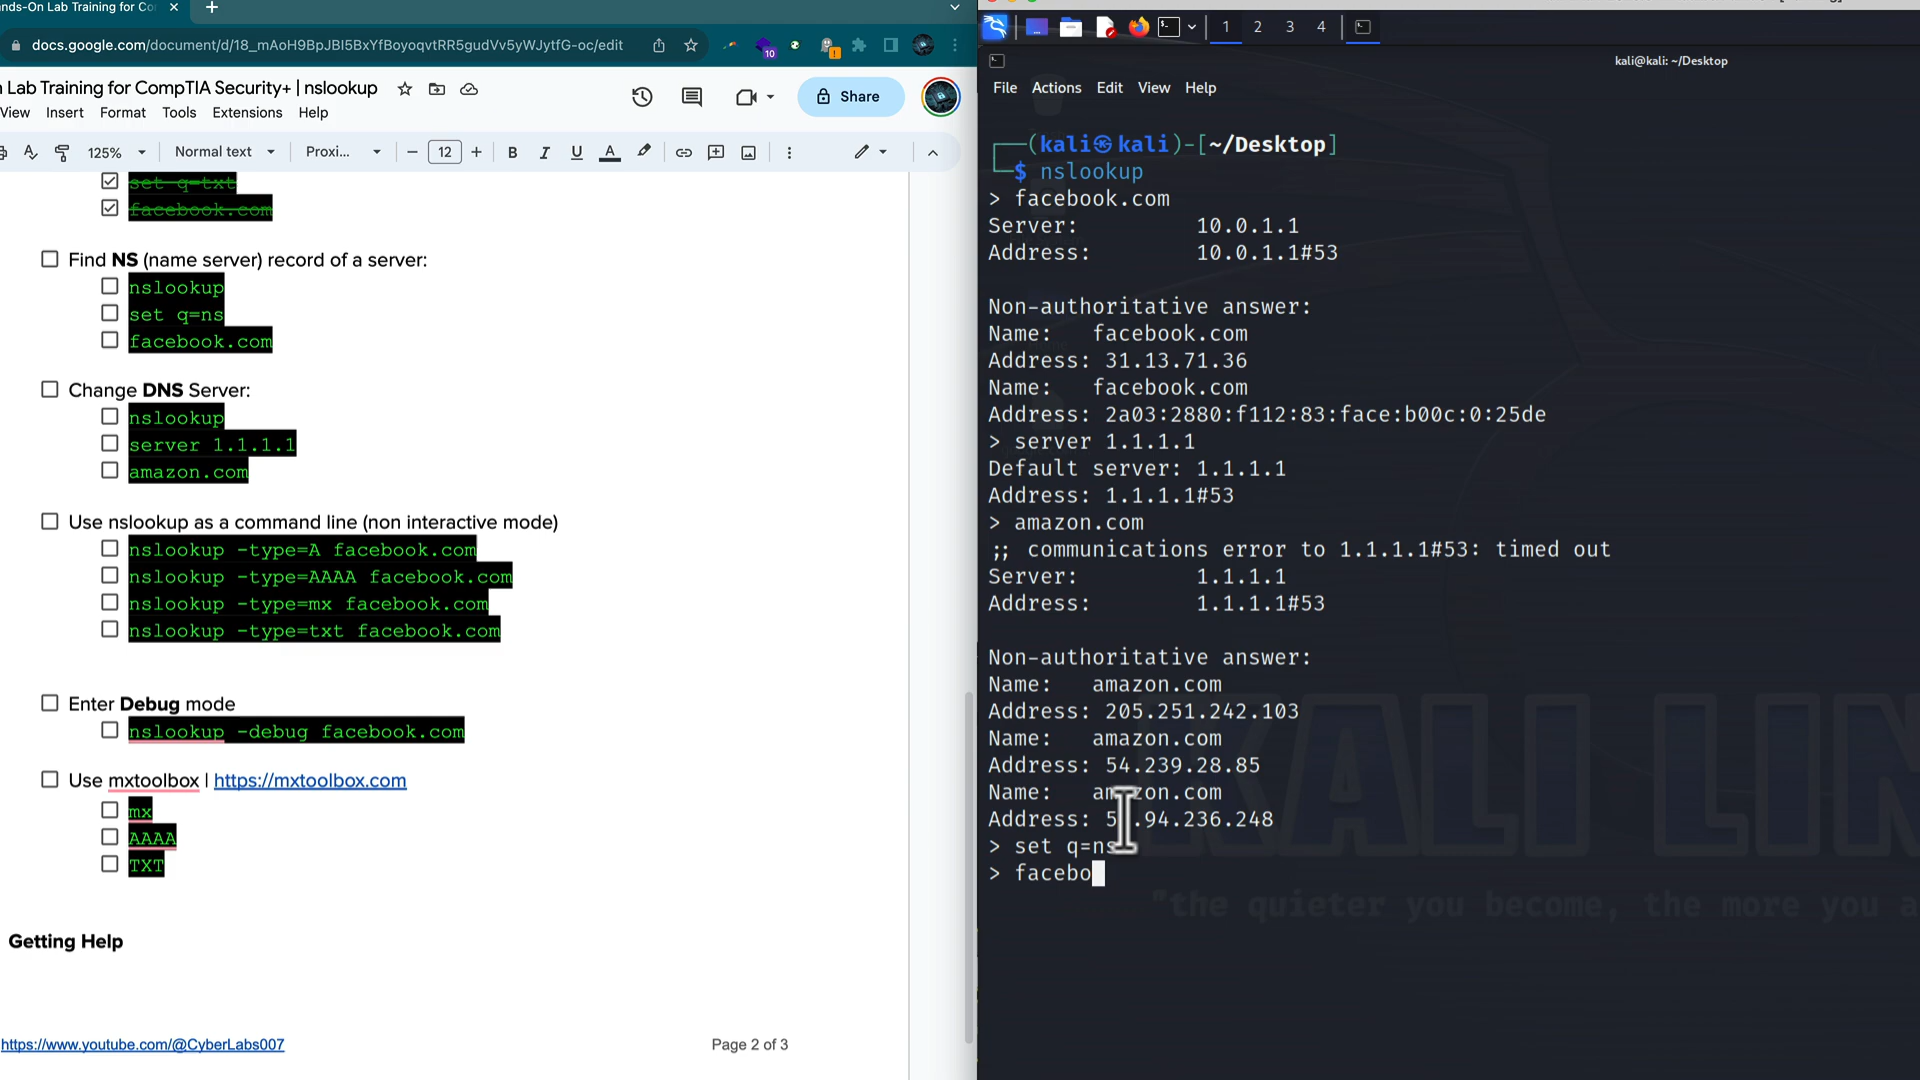 nds-On Lab Training for Co
docs.google.com/document/d/18_mAoH9BpJBI5BxYfBoyoqvtRR5gudVv5yWJytfG-oc/edit
10
Lab Training for CompTIA Security+ | nslookup
Share
View Insert Format Tools Extensions Help
125% Normal text Proxi... 12 B I U A
set q=txt
facebook.com
Find NS (name server) record of a server:
nslookup
set q=ns
facebook.com
Change DNS Server:
nslookup
server 1.1.1.1
amazon.com
Use nslookup as a command line (non interactive mode)
nslookup -type=A facebook.com
nslookup -type=AAAA facebook.com
nslookup -type=mx facebook.com
nslookup -type=txt facebook.com
Enter Debug mode
nslookup -debug facebook.com
Use mxtoolbox | https://mxtoolbox.com
mx
AAAA
TXT
Getting Help
https://www.youtube.com/@CyberLabs007
Page 2 of 3
1 2 3 4
kali@kali: ~/Desktop
File Actions Edit View Help
(kali㉿kali)-[~/Desktop]
$ nslookup
> facebook.com
Server: 10.0.1.1
Address: 10.0.1.1#53
Non-authoritative answer:
Name: facebook.com
Address: 31.13.71.36
Name: facebook.com
Address: 2a03:2880:f112:83:face:b00c:0:25de
> server 1.1.1.1
Default server: 1.1.1.1
Address: 1.1.1.1#53
> amazon.com
;; communications error to 1.1.1.1#53: timed out
Server: 1.1.1.1
Address: 1.1.1.1#53
Non-authoritative answer:
Name: amazon.com
Address: 205.251.242.103
Name: amazon.com
Address: 54.239.28.85
Name: amazon.com
Address: 5 .94.236.248
> set q=ns
> facebo
KALI LIN
"the quieter you become, the more you a